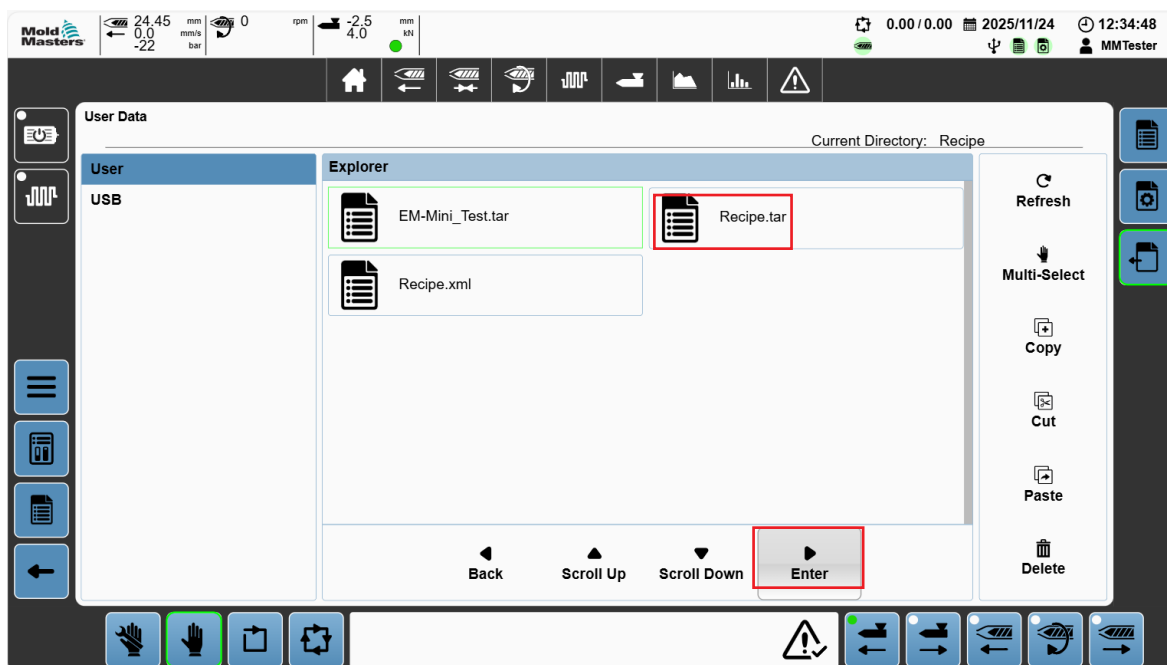 Mold
Masters
24.45 mm
0.0 mm/s
-22 bar
0 rpm
-2.5 mm
4.0 kN
0.00 / 0.00
2025/11/24
12:34:48
MMTester
User Data
Current Directory: Recipe
User
USB
Explorer
EM-Mini_Test.tar
Recipe.tar
Recipe.xml
Back
Scroll Up
Scroll Down
Enter
Refresh
Multi-Select
Copy
Cut
Paste
Delete